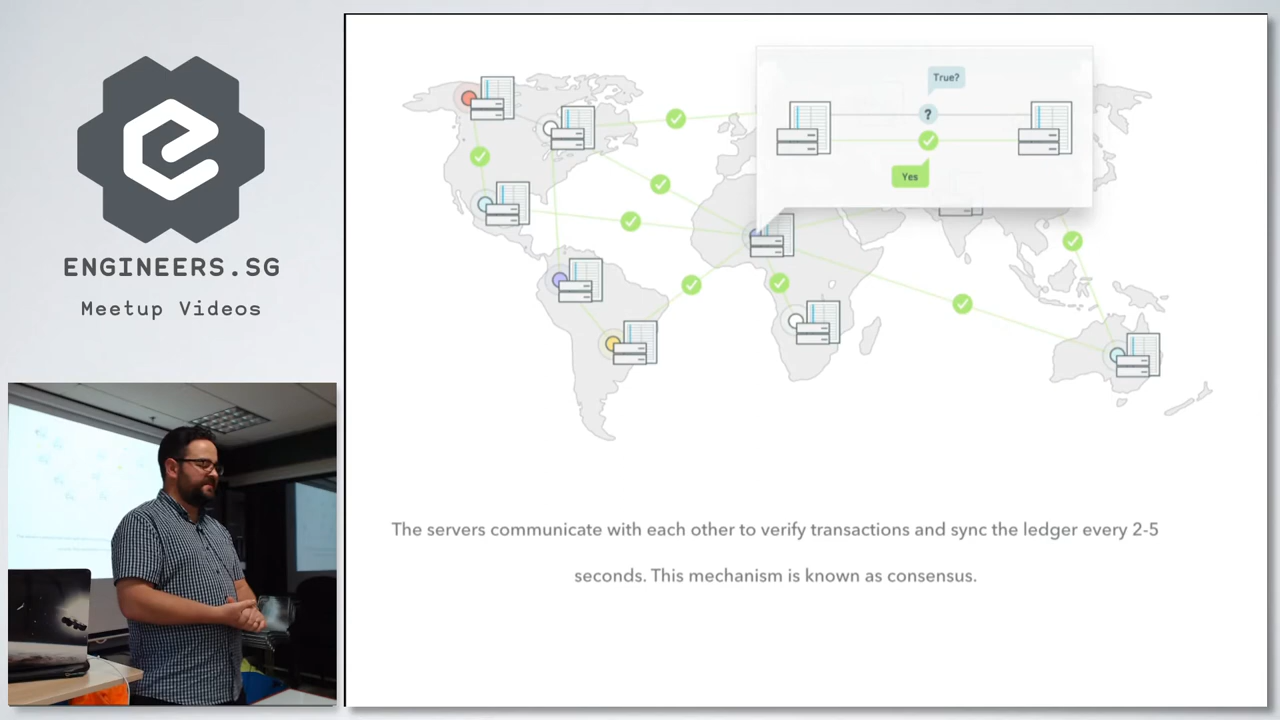 ENGINEERS.SG
Meetup Videos
True?
?
Yes
The servers communicate with each other to verify transactions and sync the ledger every 2-5
seconds. This mechanism is known as consensus.